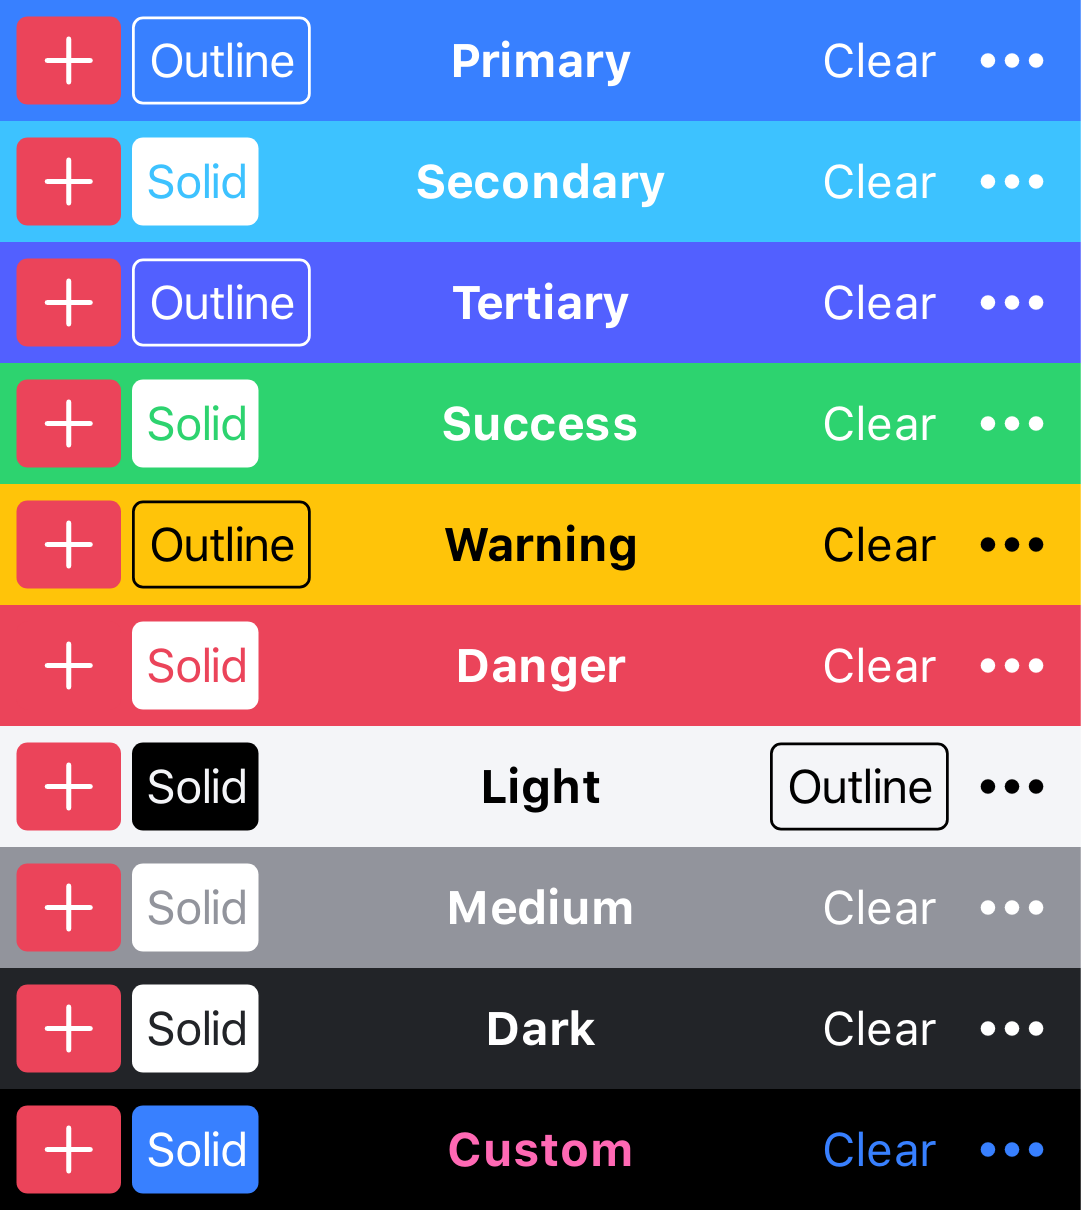 Outline Primary Clear
Solid Secondary Clear
Outline Tertiary Clear
Solid Success Clear
Outline Warning Clear
Solid Danger Clear
Solid Light Outline
Solid Medium Clear
Solid Dark Clear
Solid Custom Clear